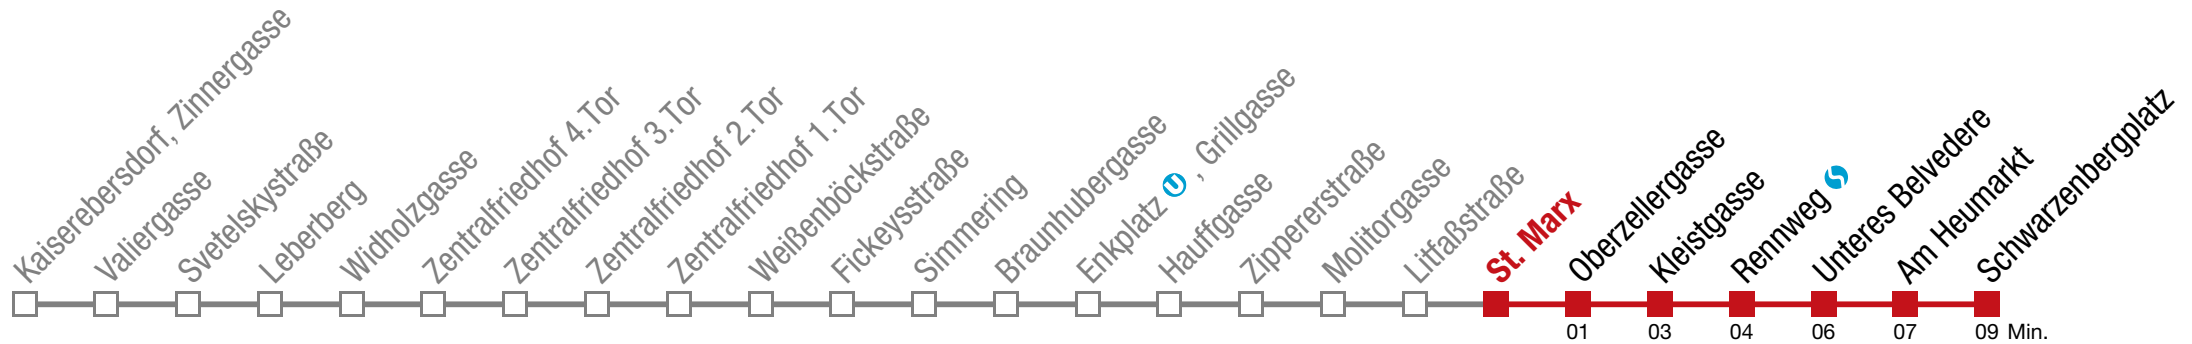 Kaiserebersdorf, Zinnergasse
Valiergasse
Svetelskystraße
Leberberg
Widholzgasse
Zentralfriedhof 4.Tor
Zentralfriedhof 3.Tor
Zentralfriedhof 2.Tor
Zentralfriedhof 1.Tor
Weißenböckstraße
Fickeysstraße
Simmering
Braunhubergasse
Enkplatz U , Grillgasse
Hauffgasse
Zippererstraße
Molitorgasse
Litfaßstraße
St. Marx
Oberzellergasse
Kleistgasse
Rennweg S
Unteres Belvedere
Am Heumarkt
Schwarzenbergplatz
01 03 04 06 07 09 Min.